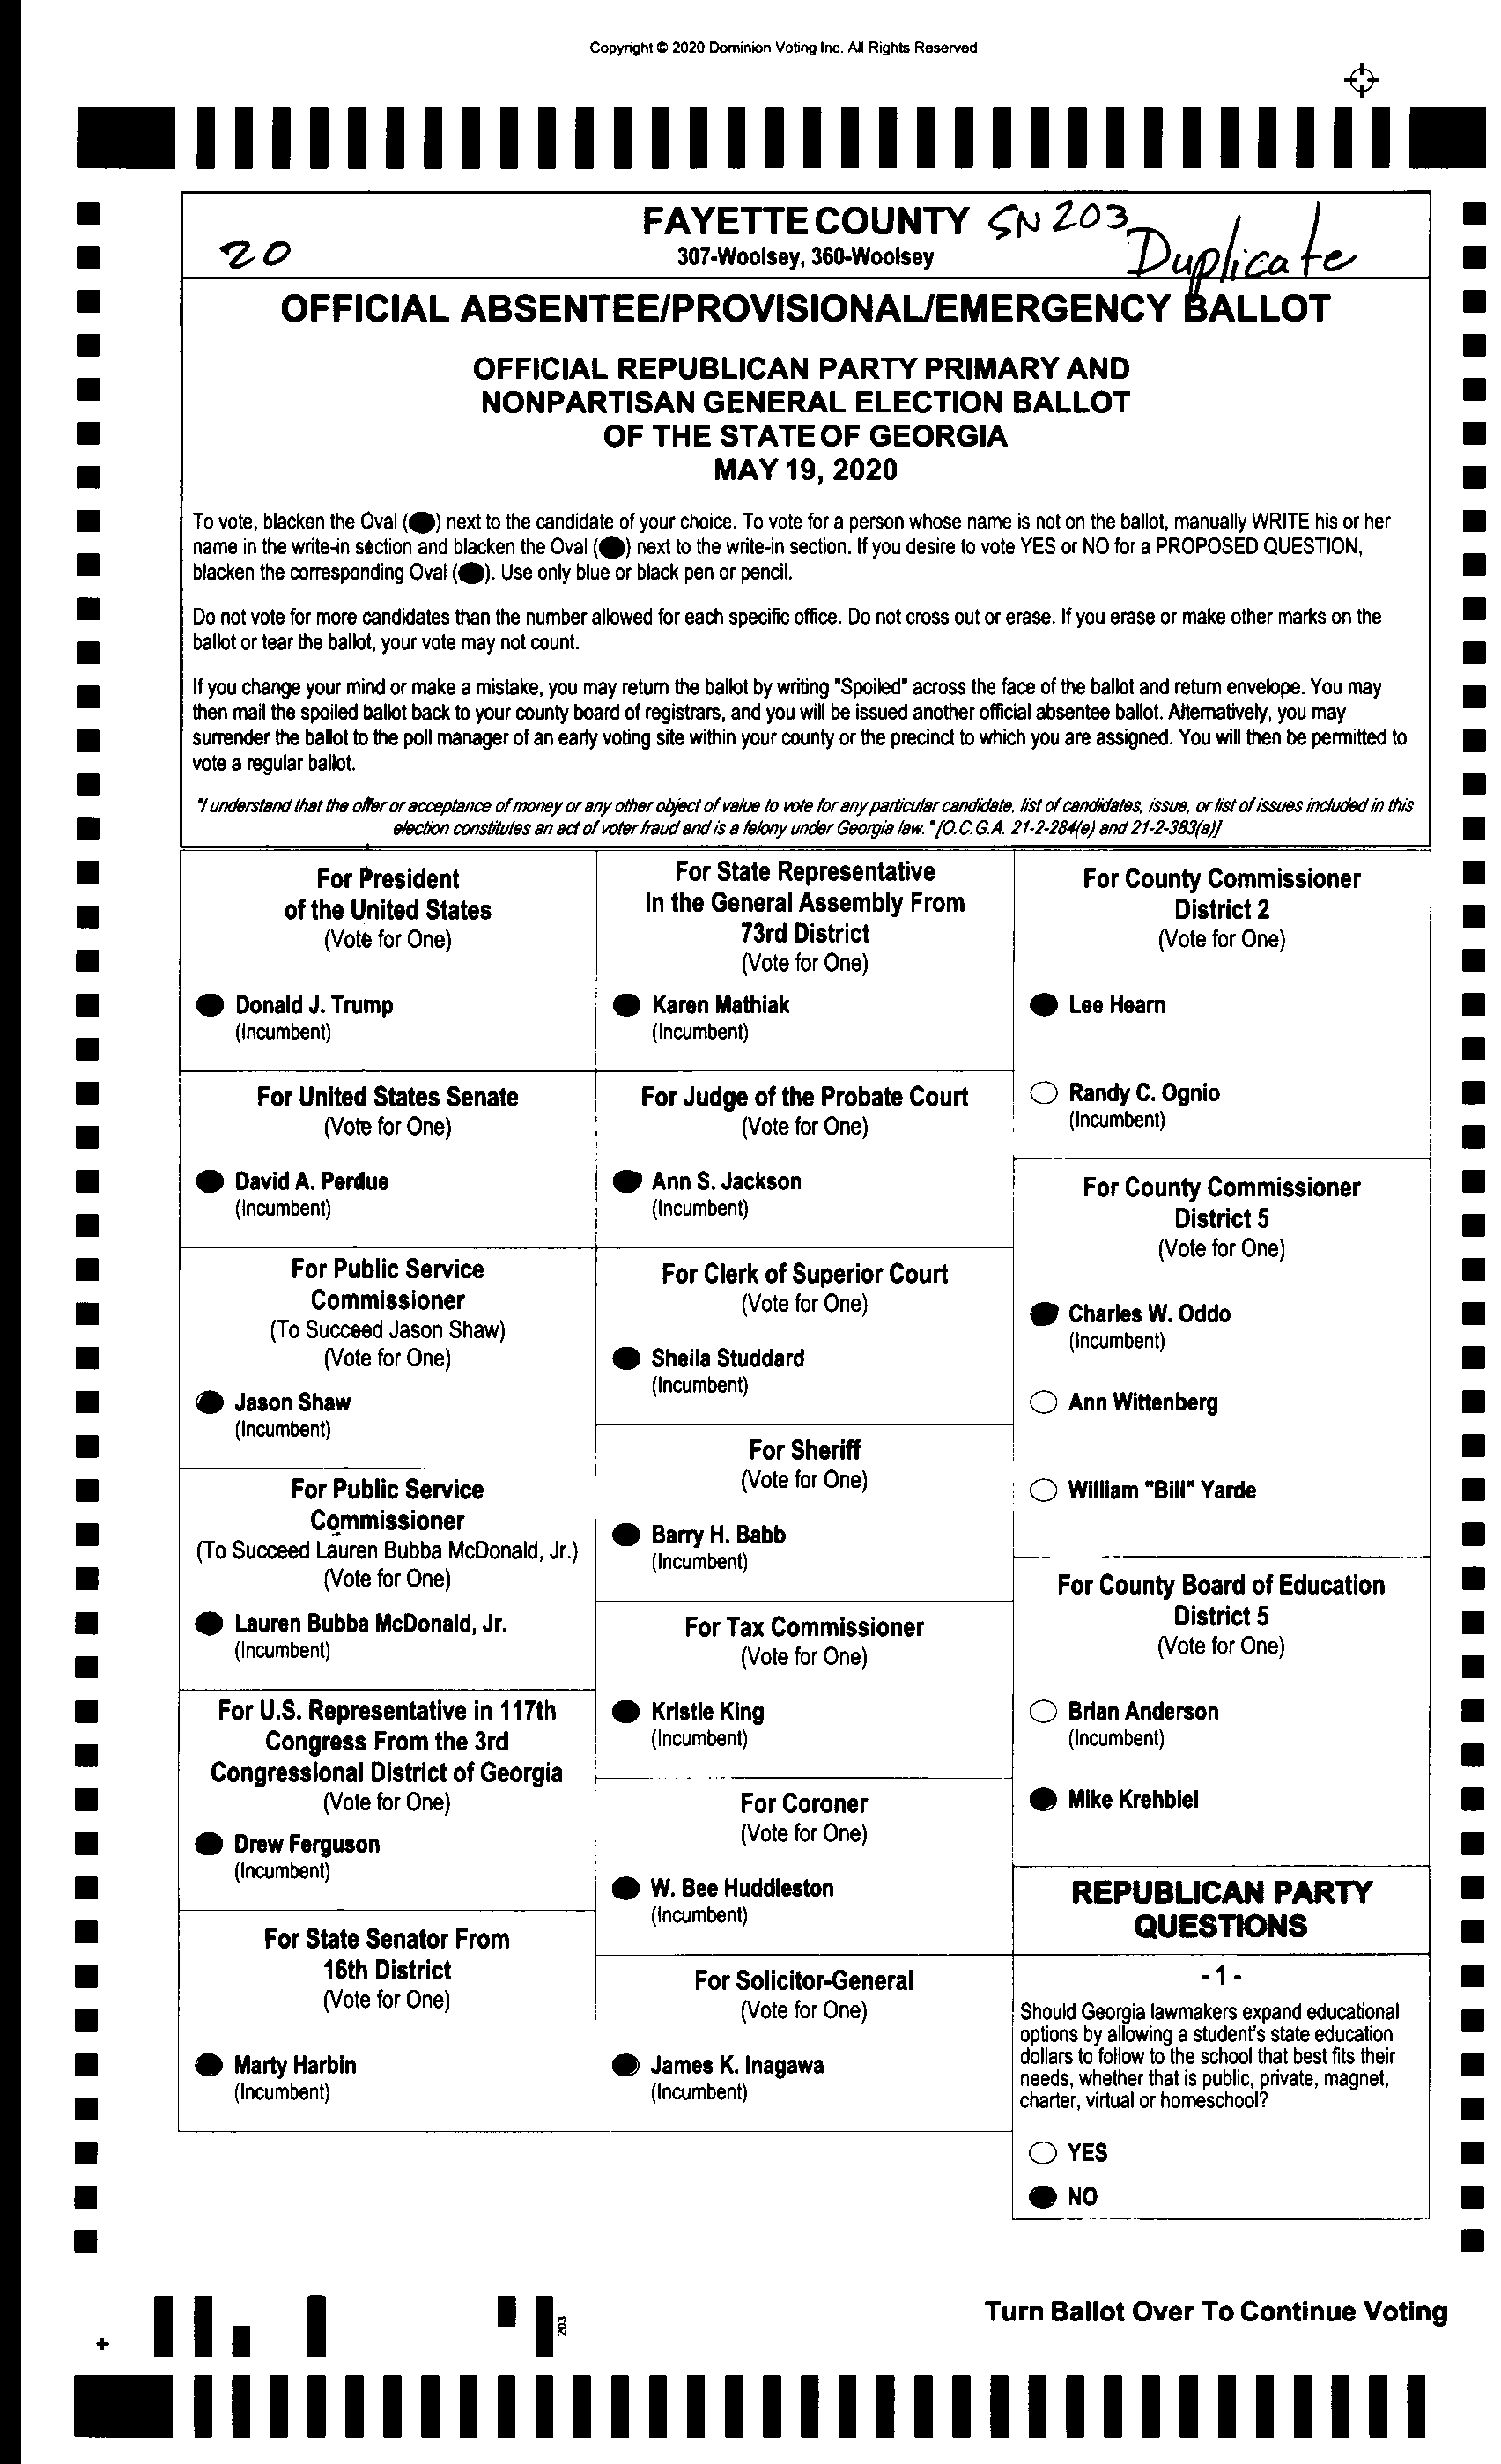 Copyright © 2020 Dominion Voting Inc. All Rights Reserved
FAYETTE COUNTY SN 203
20 307-Woolsey, 360-Woolsey Duplicate
OFFICIAL ABSENTEE/PROVISIONAL/EMERGENCY BALLOT
OFFICIAL REPUBLICAN PARTY PRIMARY AND
NONPARTISAN GENERAL ELECTION BALLOT
OF THE STATE OF GEORGIA
MAY 19, 2020
To vote, blacken the Oval ( ) next to the candidate of your choice. To vote for a person whose name is not on the ballot, manually WRITE his or her
name in the write-in section and blacken the Oval ( ) next to the write-in section. If you desire to vote YES or NO for a PROPOSED QUESTION,
blacken the corresponding Oval ( ). Use only blue or black pen or pencil.
Do not vote for more candidates than the number allowed for each specific office. Do not cross out or erase. If you erase or make other marks on the
ballot or tear the ballot, your vote may not count.
If you change your mind or make a mistake, you may return the ballot by writing "Spoiled" across the face of the ballot and return envelope. You may
then mail the spoiled ballot back to your county board of registrars, and you will be issued another official absentee ballot. Alternatively, you may
surrender the ballot to the poll manager of an early voting site within your county or the precinct to which you are assigned. You will then be permitted to
vote a regular ballot.
"I understand that the offer or acceptance of money or any other object of value to vote for any particular candidate, list of candidates, issue, or list of issues included in this
election constitutes an act of voter fraud and is a felony under Georgia law." [O.C.G.A. 21-2-284(e) and 21-2-383(a)]
For President
of the United States
(Vote for One)
Donald J. Trump
(Incumbent)
For United States Senate
(Vote for One)
David A. Perdue
(Incumbent)
For Public Service
Commissioner
(To Succeed Jason Shaw)
(Vote for One)
Jason Shaw
(Incumbent)
For Public Service
Commissioner
(To Succeed Lauren Bubba McDonald, Jr.)
(Vote for One)
Lauren Bubba McDonald, Jr.
(Incumbent)
For U.S. Representative in 117th
Congress From the 3rd
Congressional District of Georgia
(Vote for One)
Drew Ferguson
(Incumbent)
For State Senator From
16th District
(Vote for One)
Marty Harbin
(Incumbent)
For State Representative
In the General Assembly From
73rd District
(Vote for One)
Karen Mathiak
(Incumbent)
For Judge of the Probate Court
(Vote for One)
Ann S. Jackson
(Incumbent)
For Clerk of Superior Court
(Vote for One)
Sheila Studdard
(Incumbent)
For Sheriff
(Vote for One)
Barry H. Babb
(Incumbent)
For Tax Commissioner
(Vote for One)
Kristie King
(Incumbent)
For Coroner
(Vote for One)
W. Bee Huddleston
(Incumbent)
For Solicitor-General
(Vote for One)
James K. Inagawa
(Incumbent)
For County Commissioner
District 2
(Vote for One)
Lee Hearn
Randy C. Ognio
(Incumbent)
For County Commissioner
District 5
(Vote for One)
Charles W. Oddo
(Incumbent)
Ann Wittenberg
William "Bill" Yarde
For County Board of Education
District 5
(Vote for One)
Brian Anderson
(Incumbent)
Mike Krehbiel
REPUBLICAN PARTY
QUESTIONS
- 1 -
Should Georgia lawmakers expand educational
options by allowing a student's state education
dollars to follow to the school that best fits their
needs, whether that is public, private, magnet,
charter, virtual or homeschool?
YES
NO
Turn Ballot Over To Continue Voting
203